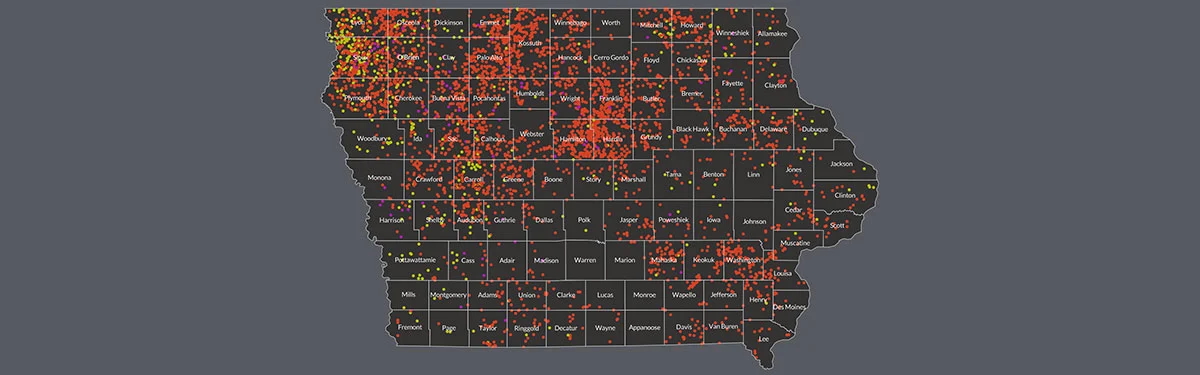 Lyon Osceola Dickinson Emmet Winnebago Worth Mitchell Howard Winneshiek Allamakee
Kossuth
Sioux O'Brien Clay Palo Alto Hancock Cerro Gordo Floyd Chickasaw
Plymouth Cherokee Buena Vista Pocahontas Humboldt Wright Franklin Butler Bremer Fayette Clayton
Woodbury Ida Sac Calhoun Webster Hamilton Hardin Grundy Black Hawk Buchanan Delaware Dubuque
Monona Crawford Carroll Greene Boone Story Marshall Tama Benton Linn Jones Jackson
Clinton
Harrison Shelby Audubon Guthrie Dallas Polk Jasper Poweshiek Iowa Johnson Cedar Scott
Muscatine
Pottawattamie Cass Adair Madison Warren Marion Mahaska Keokuk Washington Louisa
Mills Montgomery Adams Union Clarke Lucas Monroe Wapello Jefferson Henry Des Moines
Fremont Page Taylor Ringgold Decatur Wayne Appanoose Davis Van Buren Lee